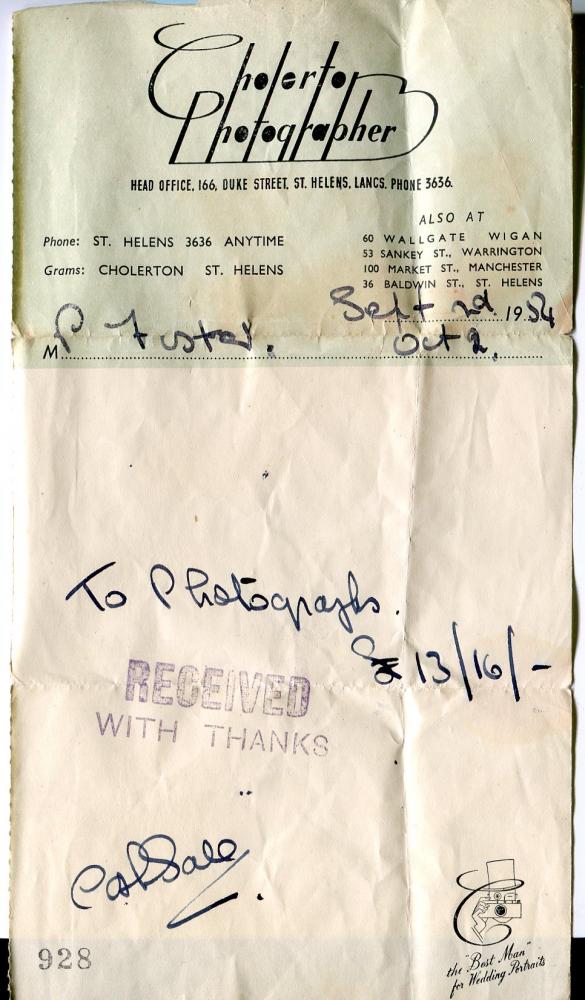 Cholerton
Photographer
HEAD OFFICE, 166, DUKE STREET, ST. HELENS, LANCS. PHONE 3636.
ALSO AT
Phone: ST. HELENS 3636 ANYTIME
Grams: CHOLERTON ST. HELENS
60 WALLGATE WIGAN
53 SANKEY ST., WARRINGTON
100 MARKET ST., MANCHESTER
36 BALDWIN ST., ST. HELENS
Sept 2nd. 1954
M P Foster. Oct 2.
To Photographs.
£ 13/16/-
RECEIVED
WITH THANKS
Cash Sale
928
the "Best Man"
for Wedding Portraits